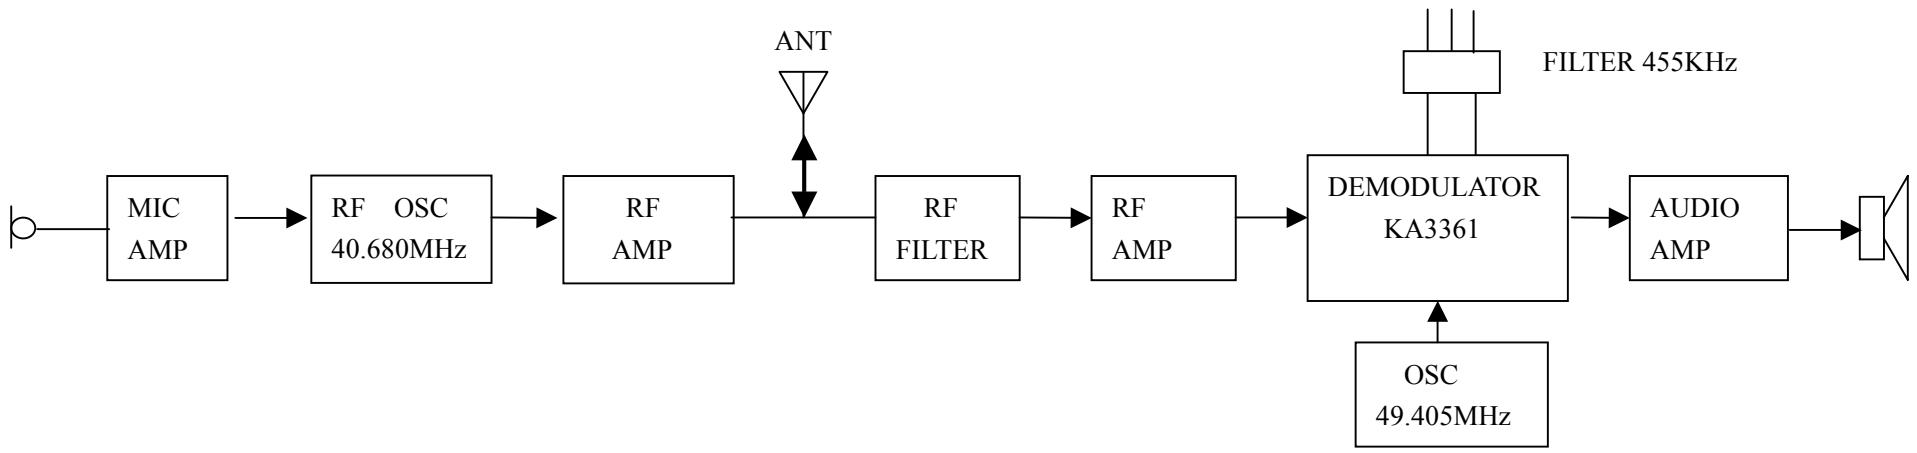 ANT
FILTER 455KHz
MIC
AMP
RF OSC
40.680MHz
RF
AMP
RF
FILTER
RF
AMP
DEMODULATOR
KA3361
AUDIO
AMP
OSC
49.405MHz